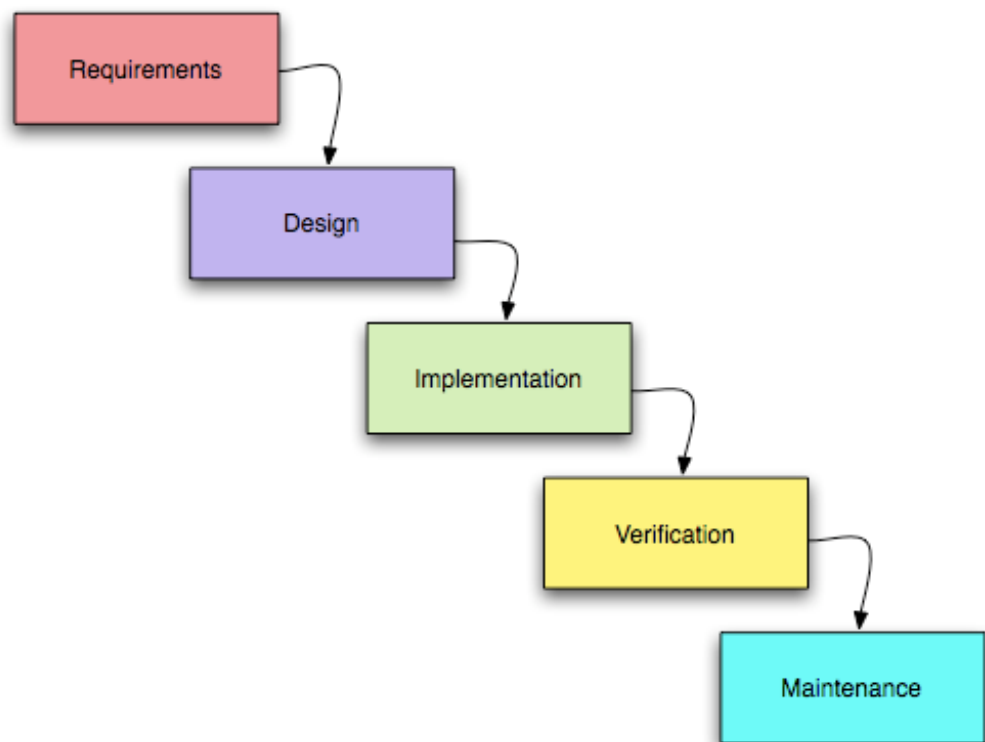 Requirements
Design
Implementation
Verification
Maintenance